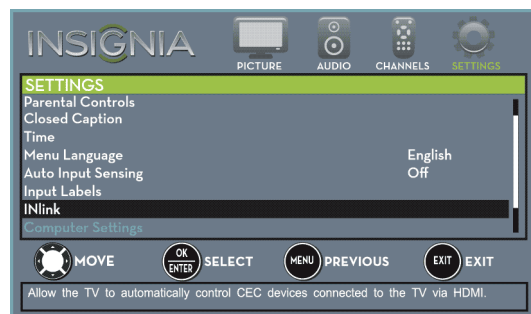 INSIGNIA
PICTURE AUDIO CHANNELS SETTINGS
SETTINGS
Parental Controls
Closed Caption
Time
Menu Language English
Auto Input Sensing Off
Input Labels
INlink
Computer Settings
MOVE OK ENTER SELECT MENU PREVIOUS EXIT EXIT
Allow the TV to automatically control CEC devices connected to the TV via HDMI.